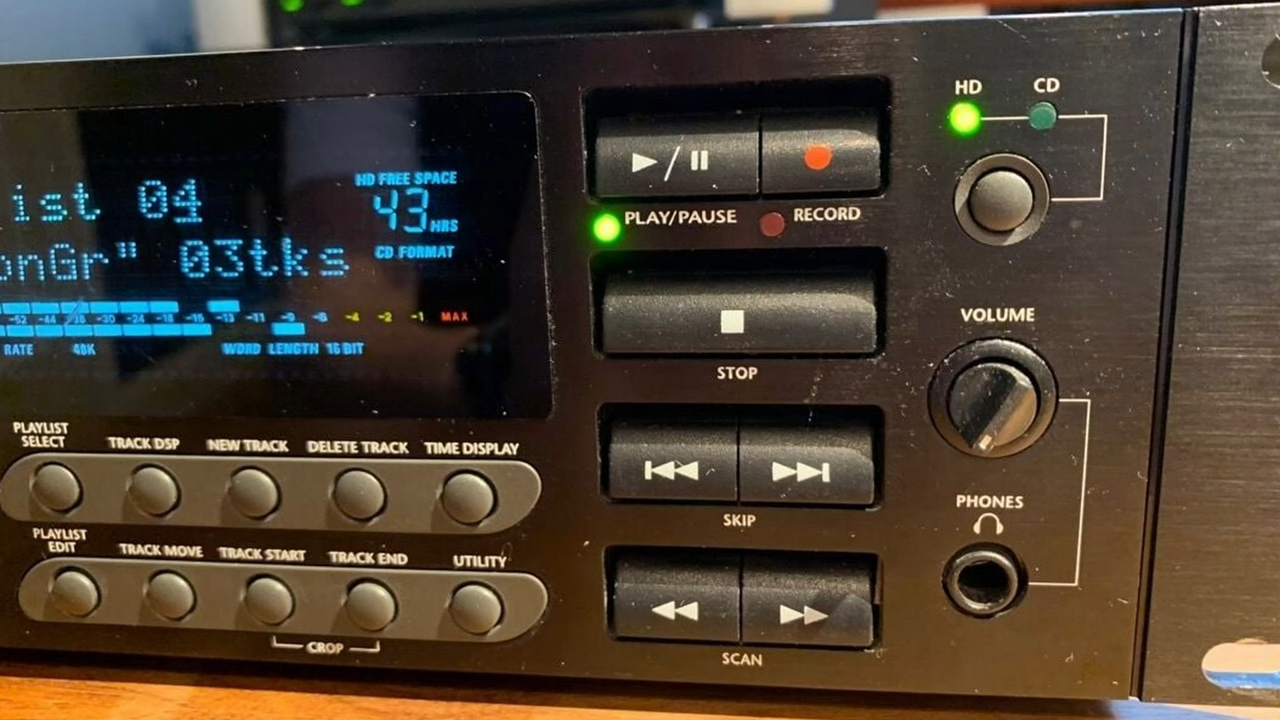 ist 04
onGr" 03tks
HD FREE SPACE
43 HRS
CD FORMAT
-52 -44 -36 -30 -24 -18 -15 -13 -11 -9 -6 -4 -2 -1 MAX
RATE 48K WORD LENGTH 16 BIT
PLAYLIST
SELECT
TRACK DSP
NEW TRACK
DELETE TRACK
TIME DISPLAY
PLAYLIST
EDIT
TRACK MOVE
TRACK START
TRACK END
UTILITY
CROP
PLAY/PAUSE
RECORD
STOP
SKIP
SCAN
HD
CD
VOLUME
PHONES